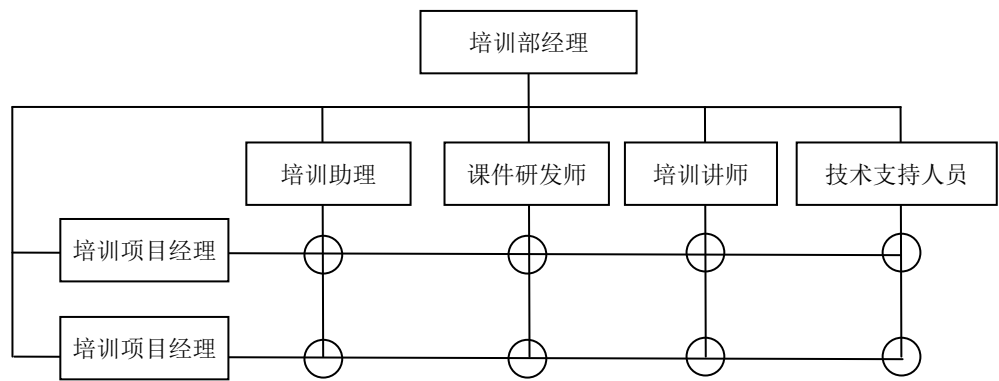 培训部经理
培训助理
课件研发师
培训讲师
技术支持人员
培训项目经理
培训项目经理